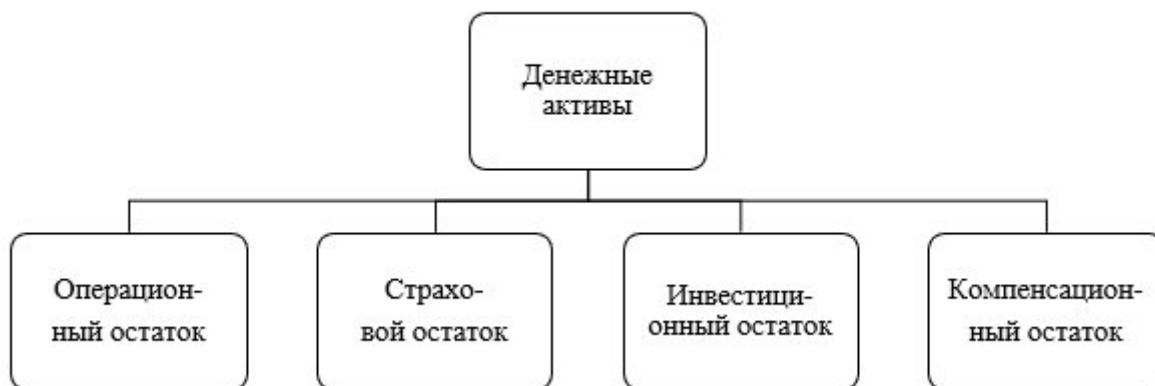 Денежные
активы
Операцион-
ный остаток
Страхо-
вой остаток
Инвестици-
онный остаток
Компенсацион-
ный остаток